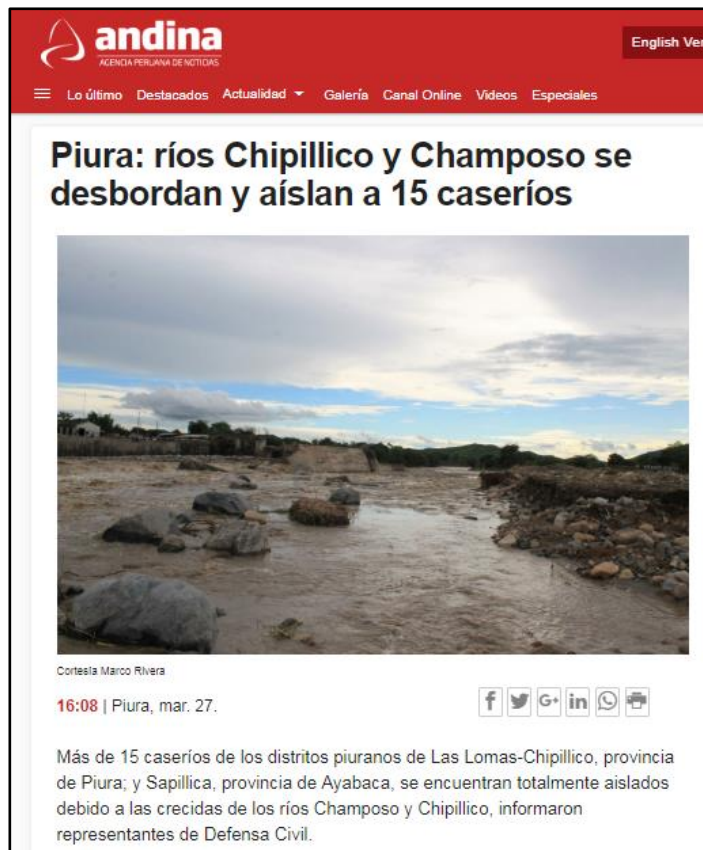 andina
AGENCIA PERUANA DE NOTICIAS
English Ver
Lo último Destacados Actualidad Galería Canal Online Videos Especiales
Piura: ríos Chipillico y Champoso se
desbordan y aíslan a 15 caseríos
Cortesía Marco Rivera
16:08 | Piura, mar. 27.
f G+ in
Más de 15 caseríos de los distritos piuranos de Las Lomas-Chipillico, provincia
de Piura; y Sapillica, provincia de Ayabaca, se encuentran totalmente aislados
debido a las crecidas de los ríos Champoso y Chipillico, informaron
representantes de Defensa Civil.